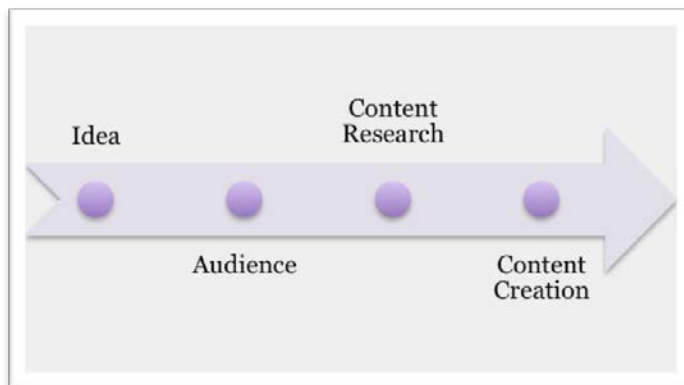 Idea
Audience
Content
Research
Content
Creation